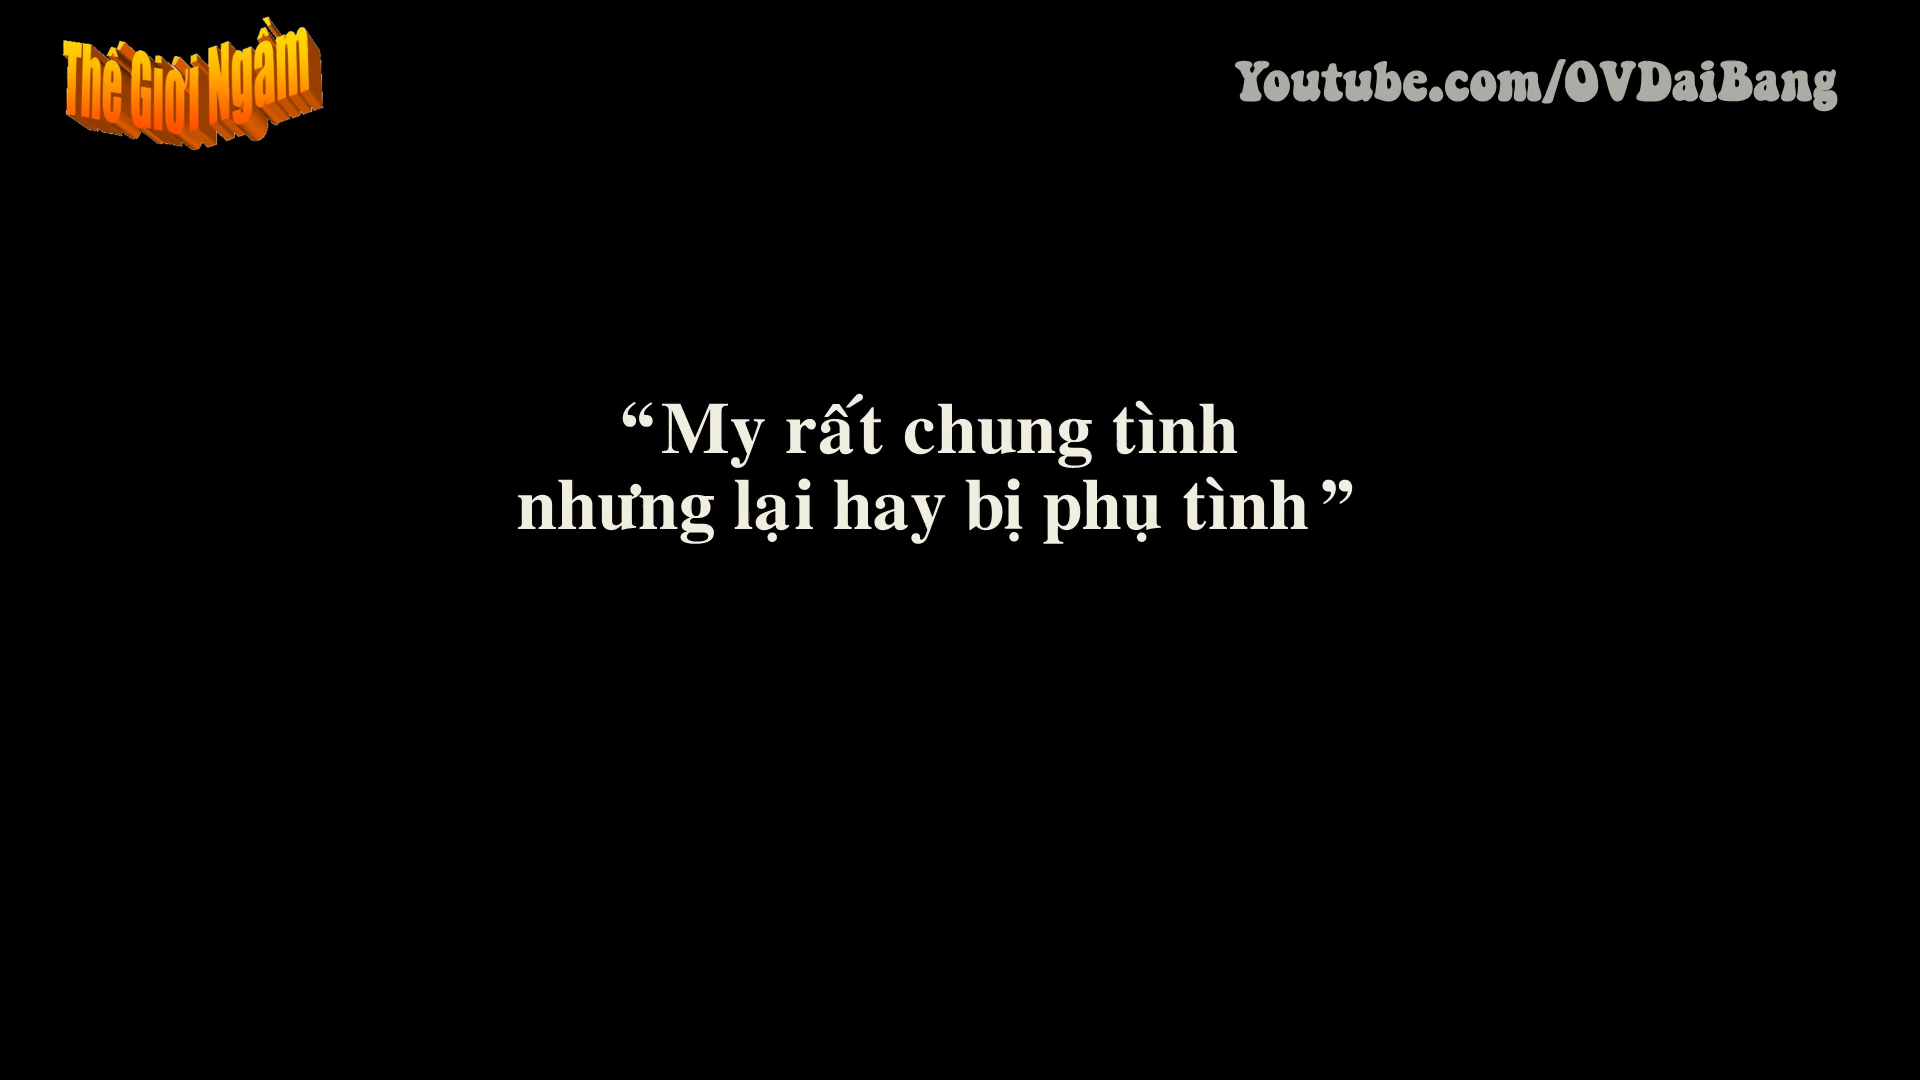 Thế Giới Ngầm
Youtube.com/OVDaiBang
“My rất chung tình
nhưng lại hay bị phụ tình”